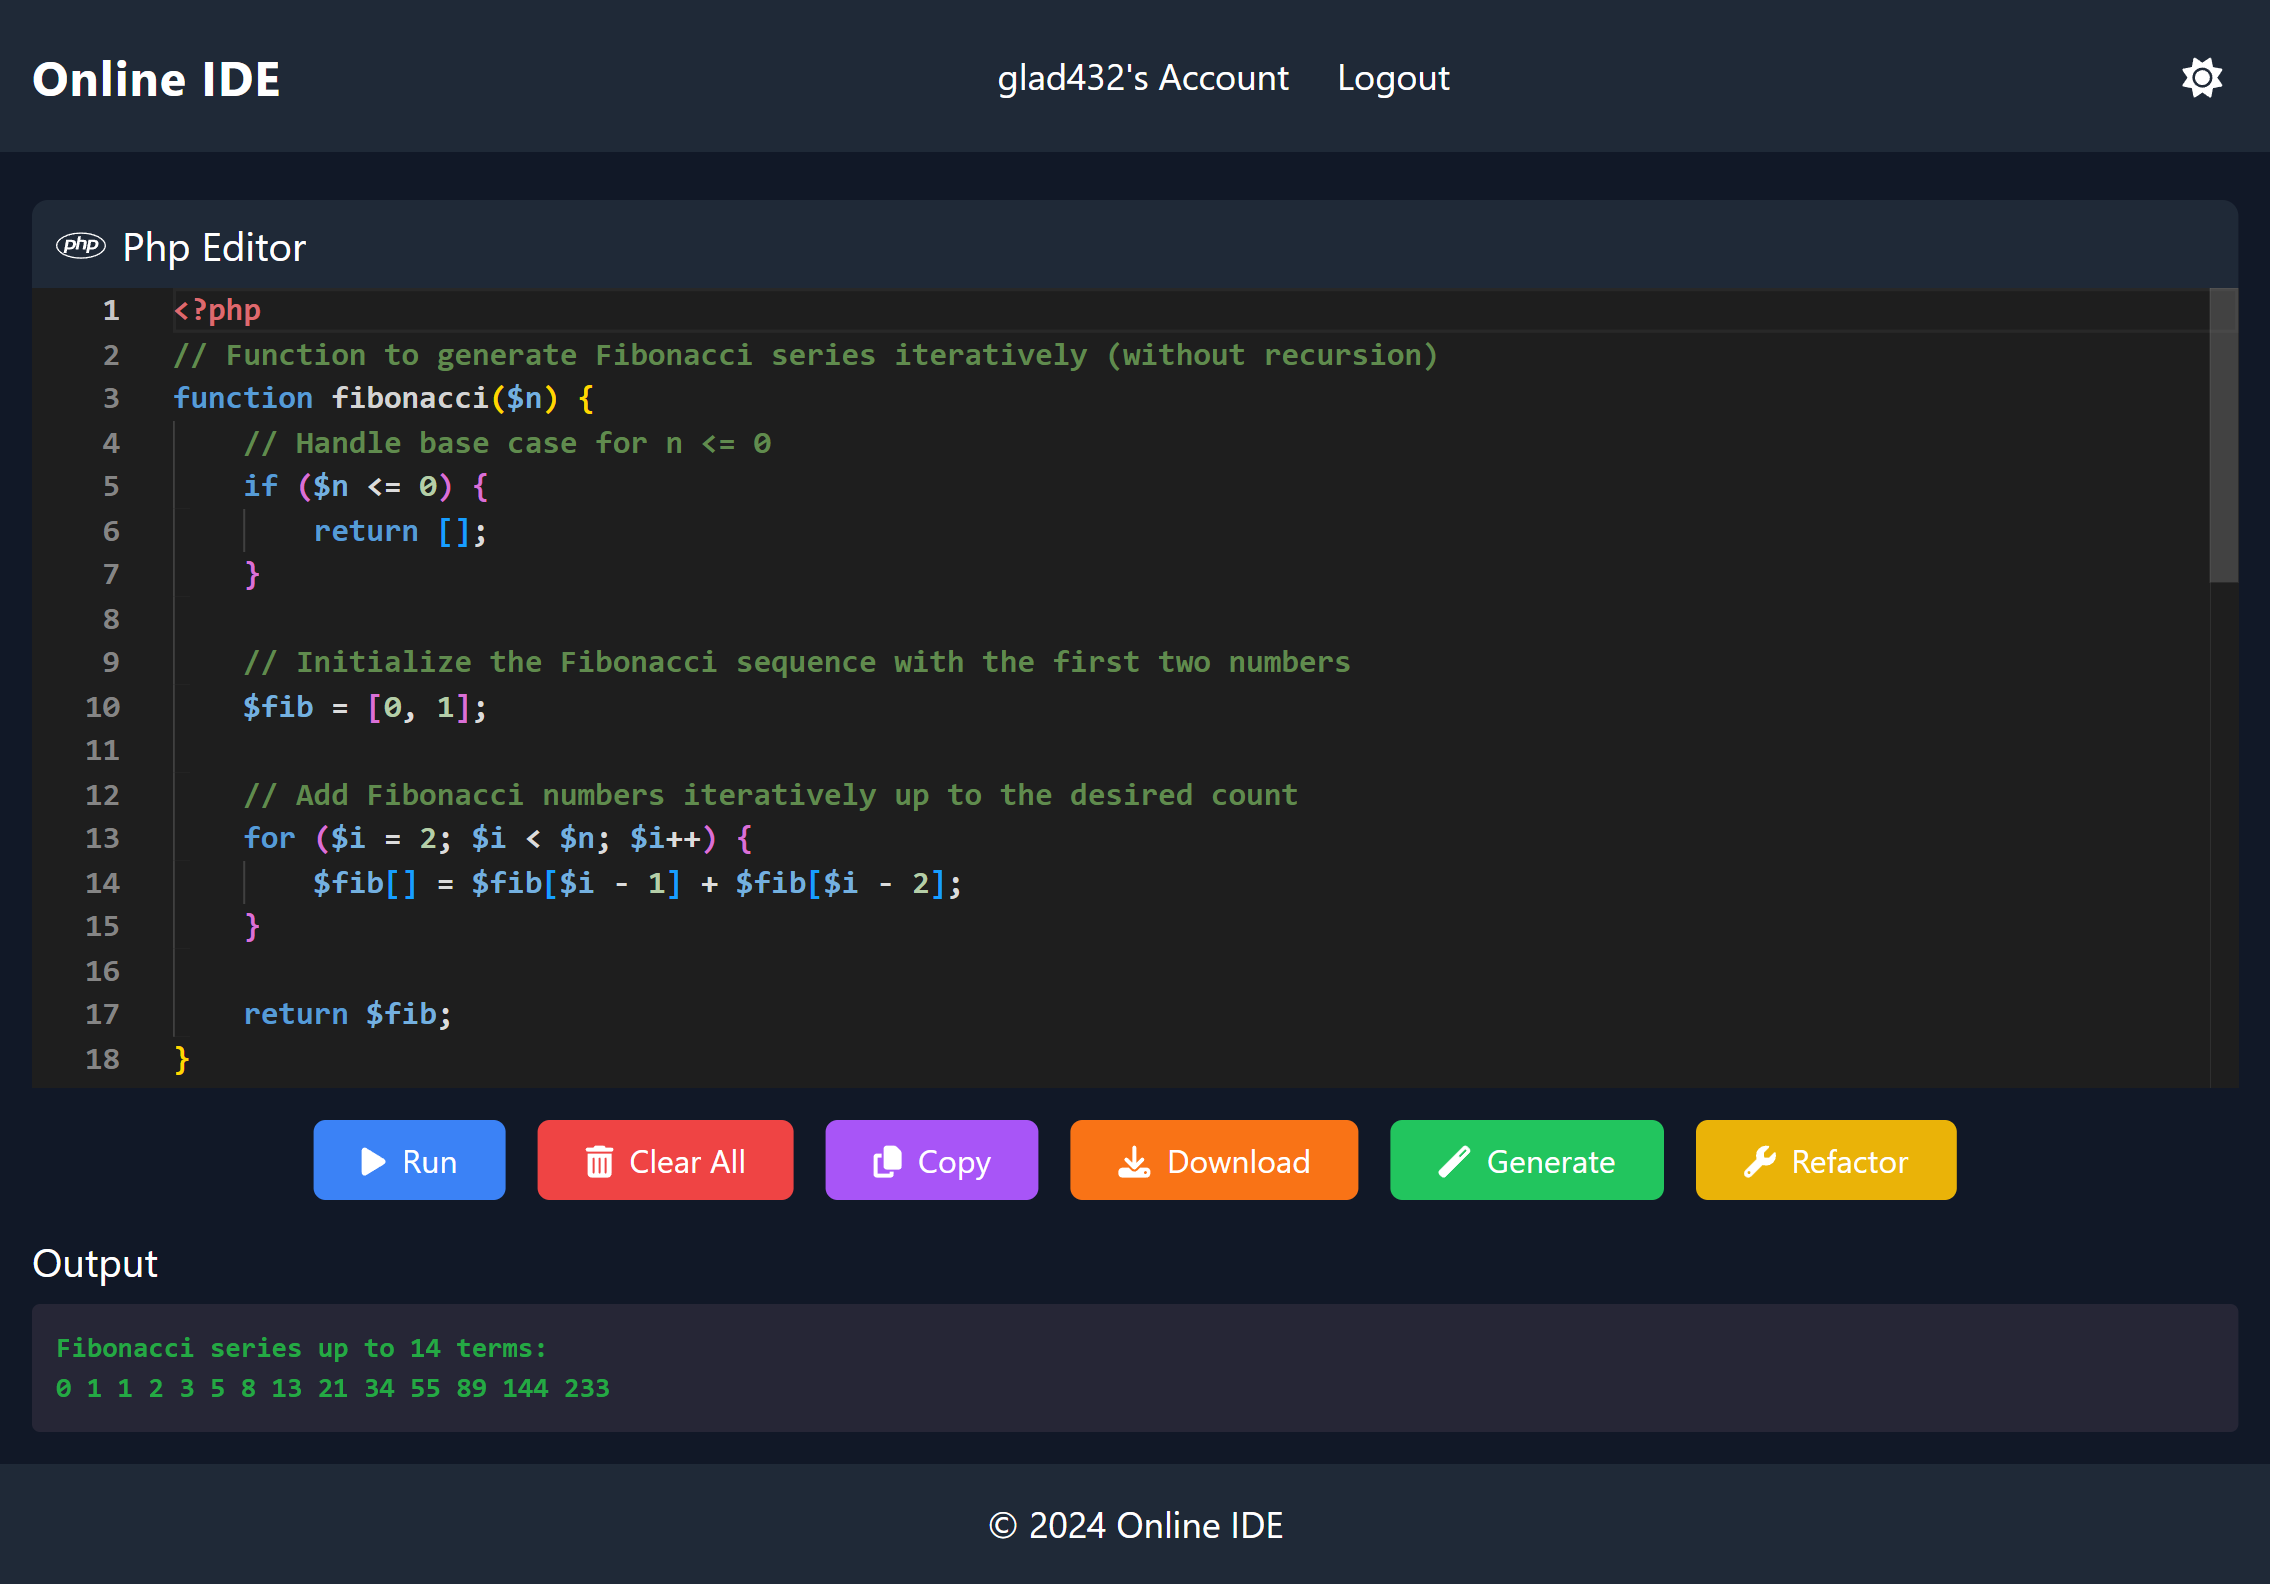 Online IDE
glad432's Account Logout
php Php Editor
1 <?php
2 // Function to generate Fibonacci series iteratively (without recursion)
3 function fibonacci($n) {
4     // Handle base case for n <= 0
5     if ($n <= 0) {
6         return [];
7     }
8
9     // Initialize the Fibonacci sequence with the first two numbers
10     $fib = [0, 1];
11
12     // Add Fibonacci numbers iteratively up to the desired count
13     for ($i = 2; $i < $n; $i++) {
14         $fib[] = $fib[$i - 1] + $fib[$i - 2];
15     }
16
17     return $fib;
18 }
Run Clear All Copy Download Generate Refactor
Output
Fibonacci series up to 14 terms:
0 1 1 2 3 5 8 13 21 34 55 89 144 233
© 2024 Online IDE